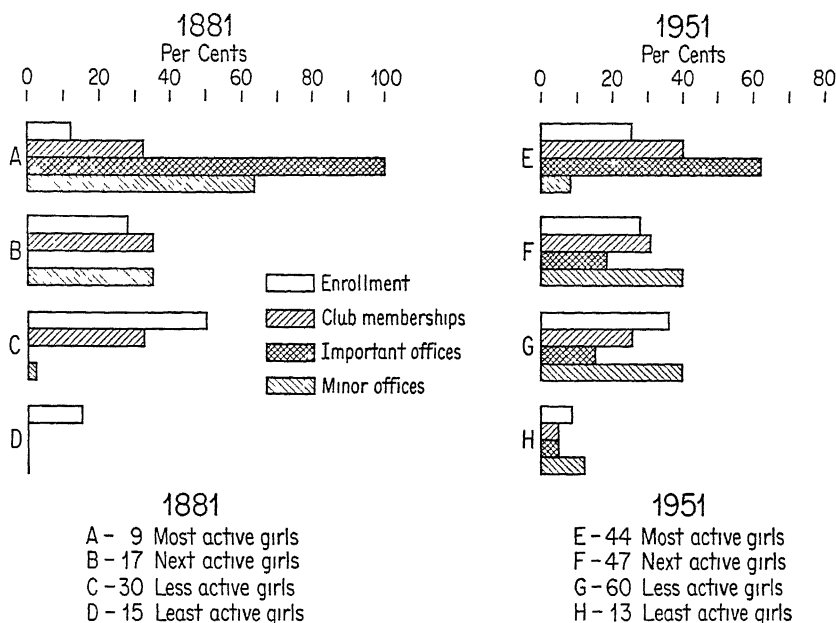 1881
Per Cents
0 20 40 60 80 100
A
B
C
D
1951
Per Cents
0 20 40 60 80
E
F
G
H
Enrollment
Club memberships
Important offices
Minor offices
1881
A - 9 Most active girls
B - 17 Next active girls
C - 30 Less active girls
D - 15 Least active girls
1951
E - 44 Most active girls
F - 47 Next active girls
G - 60 Less active girls
H - 13 Least active girls